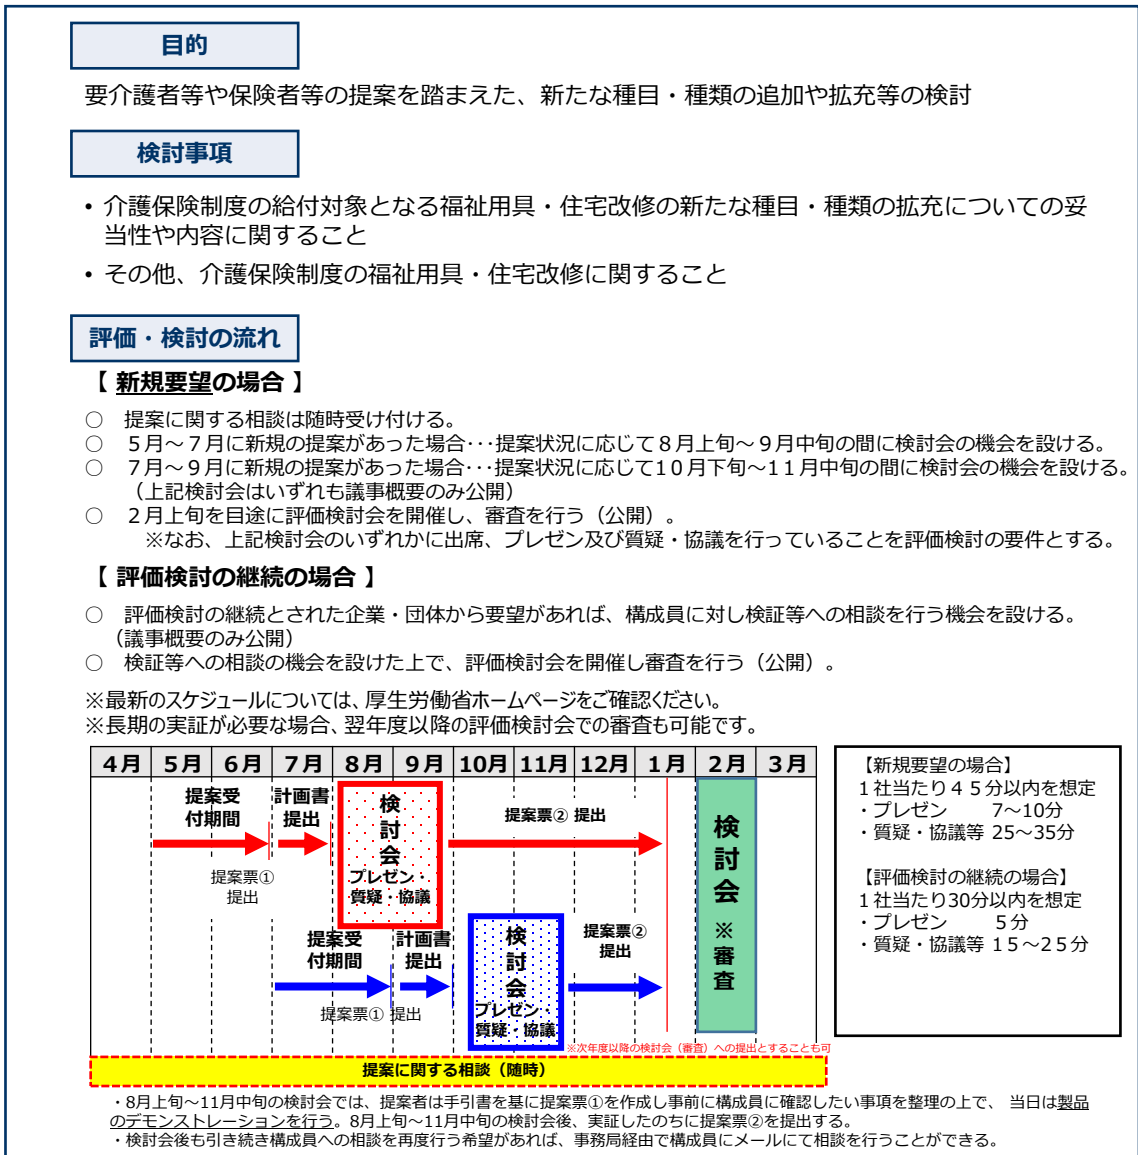 目的
要介護者等や保険者等の提案を踏まえた、新たな種目・種類の追加や拡充等の検討
検討事項
• 介護保険制度の給付対象となる福祉用具・住宅改修の新たな種目・種類の拡充についての妥
当性や内容に関すること
• その他、介護保険制度の福祉用具・住宅改修に関すること
評価・検討の流れ
【 新規要望の場合 】
○　提案に関する相談は随時受け付ける。
○　５月～７月に新規の提案があった場合･･･提案状況に応じて８月上旬～９月中旬の間に検討会の機会を設ける。
○　７月～９月に新規の提案があった場合･･･提案状況に応じて１０月下旬～１１月中旬の間に検討会の機会を設ける。
（上記検討会はいずれも議事概要のみ公開）
○　２月上旬を目途に評価検討会を開催し、審査を行う（公開）。
※なお、上記検討会のいずれかに出席、プレゼン及び質疑・協議を行っていることを評価検討の要件とする。
【 評価検討の継続の場合 】
○　評価検討の継続とされた企業・団体から要望があれば、構成員に対し検証等への相談を行う機会を設ける。
（議事概要のみ公開）
○　検証等への相談の機会を設けた上で、評価検討会を開催し審査を行う（公開）。
※最新のスケジュールについては、厚生労働省ホームページをご確認ください。
※長期の実証が必要な場合、翌年度以降の評価検討会での審査も可能です。
4月 5月 6月 7月 8月 9月 10月 11月 12月 1月 2月 3月
提案受
付期間
計画書
提出
提案票①
提出
検
討
会
プレゼン・
質疑・協議
提案票② 提出
提案受
付期間
計画書
提出
提案票① 提出
検
討
会
プレゼン・
質疑・協議
提案票②
提出
検
討
会
※
審
査
※次年度以降の検討会（審査）への提出とすることも可
提案に関する相談（随時）
【新規要望の場合】
１社当たり４５分以内を想定
・プレゼン　　7～10分
・質疑・協議等 25～35分
【評価検討の継続の場合】
１社当たり30分以内を想定
・プレゼン　　　５分
・質疑・協議等 １５～２５分
・8月上旬～11月中旬の検討会では、提案者は手引書を基に提案票①を作成し事前に構成員に確認したい事項を整理の上で、 当日は製品
のデモンストレーションを行う。8月上旬～11月中旬の検討会後、実証したのちに提案票②を提出する。
・検討会後も引き続き構成員への相談を再度行う希望があれば、事務局経由で構成員にメールにて相談を行うことができる。